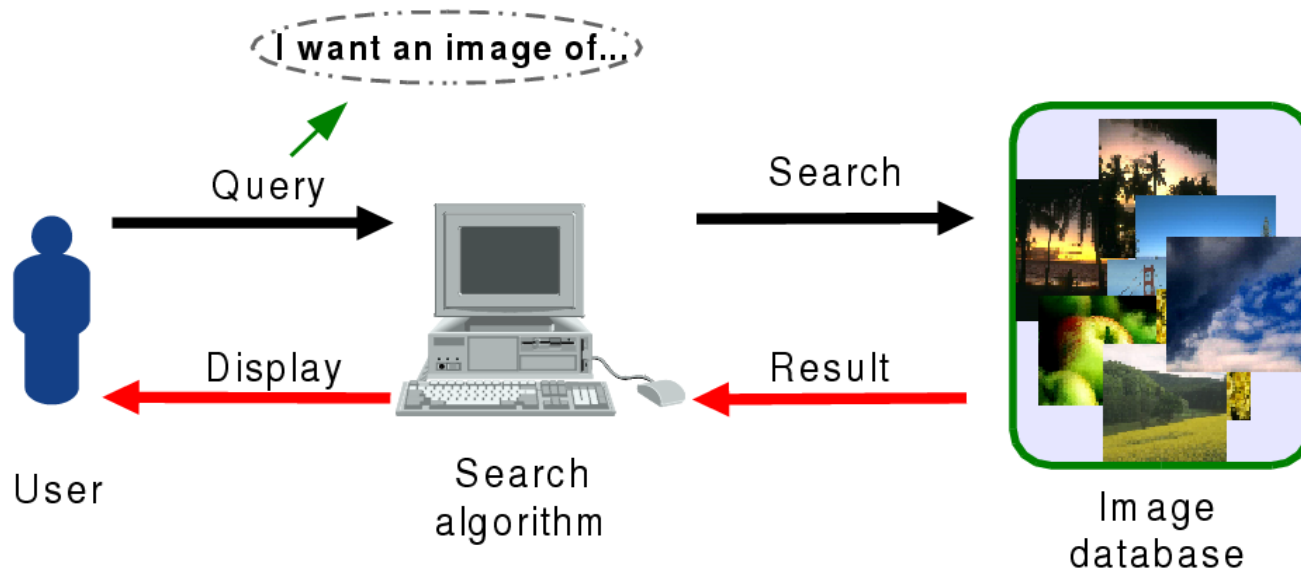 I want an image of...
Query
Search
Display
Result
User
Search
algorithm
Image
database